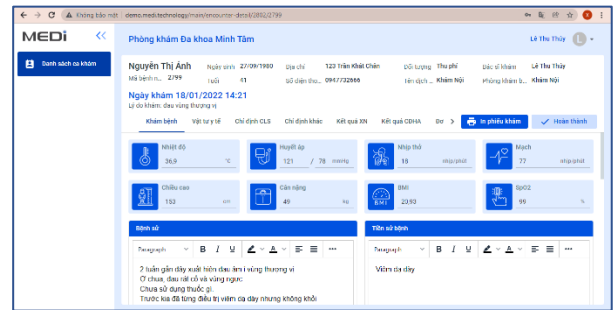 Không bảo mật | demo.medi.technology/main/encounter-detail/2852/2799
MEDi
Phòng khám Đa khoa Minh Tâm
Lê Thu Thủy
Danh sách ca khám
Nguyễn Thị Ánh Ngày sinh 27/09/1980 Địa chỉ 123 Trần Khát Chân Đối tượng Thu phí Bác sĩ khám Lê Thu Thủy
Mã bệnh n... 2799 Tuổi 41 Số điện tho... 0947732666 Tên dịch ... Khám Nội Phòng khám b... Khám Nội
Ngày khám 18/01/2022 14:21
Lý do khám: đau vùng thượng vị
Khám bệnh Vật tư y tế Chỉ định CLS Chỉ định khác Kết quả XN Kết quả CĐHA Đơ In phiếu khám Hoàn thành
Nhiệt độ Huyết áp Nhịp thở Mạch
36,9 °C 121 / 78 mmHg 18 nhịp/phút 77 nhịp/phút
Chiều cao Cân nặng BMI SpO2
153 cm 49 kg BMI 20,93 99 %
Bệnh sử Tiền sử bệnh
Paragraph B I U A ... Paragraph B I U A ...
2 tuần gần đây xuất hiện đau âm ỉ vùng thượng vị Viêm dạ dày
Ợ chua, đau rát cổ và vùng ngực
Chưa sử dụng thuốc gì.
Trước kia đã từng điều trị viêm dạ dày nhưng không khỏi